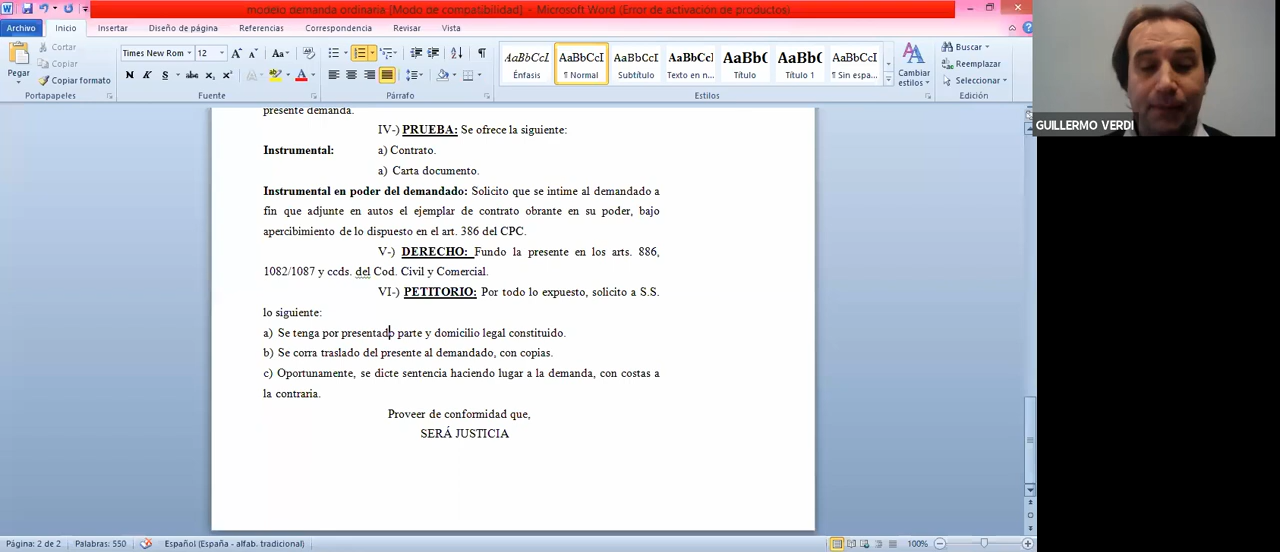 modelo demanda ordinaria [Modo de compatibilidad] - Microsoft Word (Error de activación de productos)
Archivo Inicio Insertar Diseño de página Referencias Correspondencia Revisar Vista
Pegar
Cortar
Copiar
Copiar formato
Portapapeles
Times New Rom 12
Fuente
Párrafo
AaBbCcI AaBbCcI AaBbCcI AaBbCcI AaBb( AaBbC AaBbCcI
Énfasis ¶ Normal Subtítulo Texto en n... Título Título 1 ¶ Sin espa...
Estilos
Cambiar estilos
Buscar
Reemplazar
Seleccionar
Edición
GUILLERMO VERDI
presente demanda.
IV-) PRUEBA: Se ofrece la siguiente:
Instrumental: a) Contrato.
a) Carta documento.
Instrumental en poder del demandado: Solicito que se intime al demandado a
fin que adjunte en autos el ejemplar de contrato obrante en su poder, bajo
apercibimiento de lo dispuesto en el art. 386 del CPC.
V-) DERECHO: Fundo la presente en los arts. 886,
1082/1087 y ccds. del Cod. Civil y Comercial.
VI-) PETITORIO: Por todo lo expuesto, solicito a S.S.
lo siguiente:
a) Se tenga por presentado parte y domicilio legal constituido.
b) Se corra traslado del presente al demandado, con copias.
c) Oportunamente, se dicte sentencia haciendo lugar a la demanda, con costas a
la contraria.
Proveer de conformidad que,
SERÁ JUSTICIA
Página: 2 de 2 Palabras: 550 Español (España - alfab. tradicional) 100%